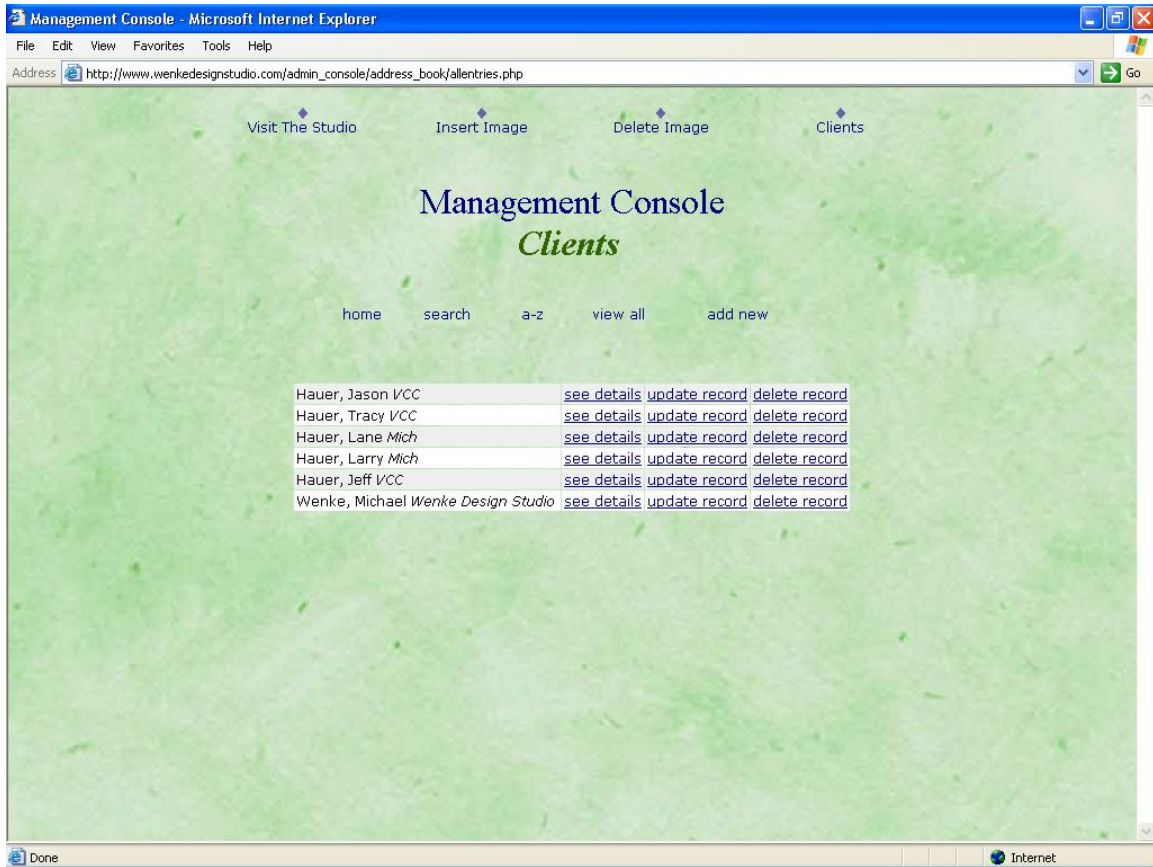 Management Console - Microsoft Internet Explorer
File Edit View Favorites Tools Help
Address http://www.wenkedesignstudio.com/admin_console/address_book/allentries.php Go
Visit The Studio Insert Image Delete Image Clients
Management Console
Clients
home search a-z view all add new
Hauer, Jason VCC see details update record delete record
Hauer, Tracy VCC see details update record delete record
Hauer, Lane Mich see details update record delete record
Hauer, Larry Mich see details update record delete record
Hauer, Jeff VCC see details update record delete record
Wenke, Michael Wenke Design Studio see details update record delete record
Done Internet